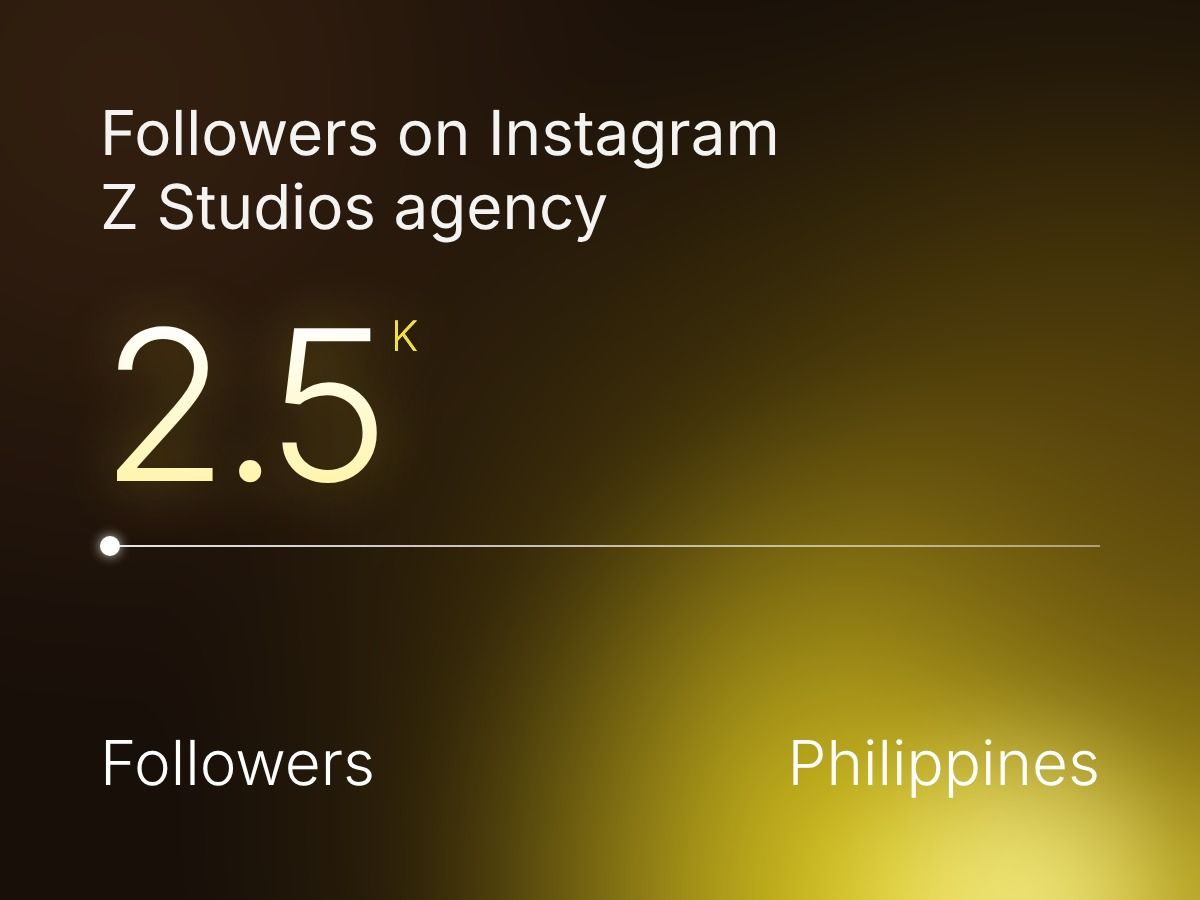 Followers on Instagram
Z Studios agency
2.5 K
Followers
Philippines